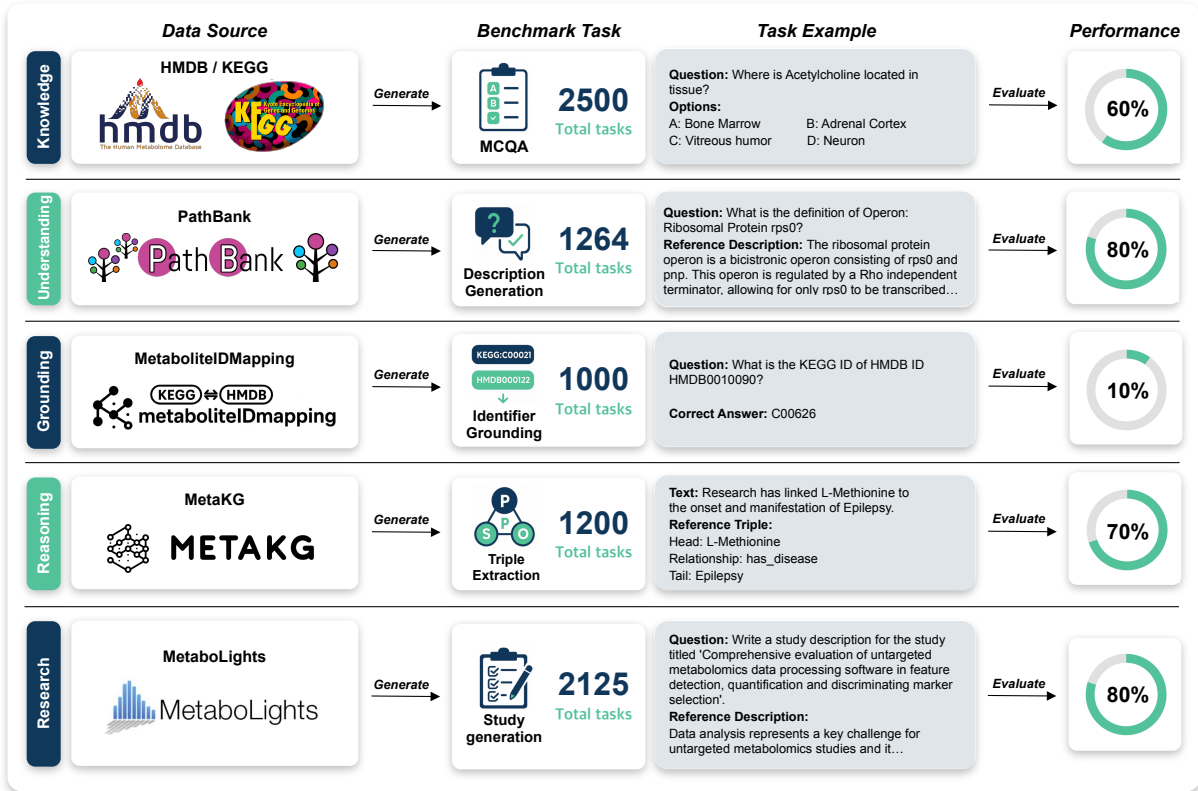 Data Source
Benchmark Task
Task Example
Performance
Knowledge
HMDB / KEGG
hmdb
The Human Metabolome Database
KEGG
Kyoto Encyclopedia of
Genes and Genomes
Generate
A
B
MCQA
2500
Total tasks
Question: Where is Acetylcholine located in
tissue?
Options:
A: Bone Marrow B: Adrenal Cortex
C: Vitreous humor D: Neuron
Evaluate
60%
Understanding
PathBank
PathBank
Generate
?
Description
Generation
1264
Total tasks
Question: What is the definition of Operon:
Ribosomal Protein rps0?
Reference Description: The ribosomal protein
operon is a bicistronic operon consisting of rps0 and
pnp. This operon is regulated by a Rho independent
terminator, allowing for only rps0 to be transcribed…
Evaluate
80%
Grounding
MetaboliteIDMapping
KEGG ⇔ HMDB
metaboliteIDmapping
Generate
KEGG:C00021
HMDB000122
Identifier
Grounding
1000
Total tasks
Question: What is the KEGG ID of HMDB ID
HMDB0010090?
Correct Answer: C00626
Evaluate
10%
Reasoning
MetaKG
METAKG
Generate
P
S P O
Triple
Extraction
1200
Total tasks
Text: Research has linked L-Methionine to
the onset and manifestation of Epilepsy.
Reference Triple:
Head: L-Methionine
Relationship: has_disease
Tail: Epilepsy
Evaluate
70%
Research
MetaboLights
MetaboLights
Generate
Study
generation
2125
Total tasks
Question: Write a study description for the study
titled 'Comprehensive evaluation of untargeted
metabolomics data processing software in feature
detection, quantification and discriminating marker
selection'.
Reference Description:
Data analysis represents a key challenge for
untargeted metabolomics studies and it…
Evaluate
80%